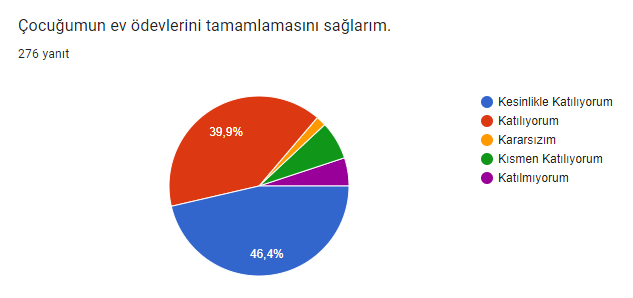 Çocuğumun ev ödevlerini tamamlamasını sağlarım.
276 yanıt
Kesinlikle Katılıyorum
Katılıyorum
Kararsızım
Kısmen Katılıyorum
Katılmıyorum
39,9%
46,4%